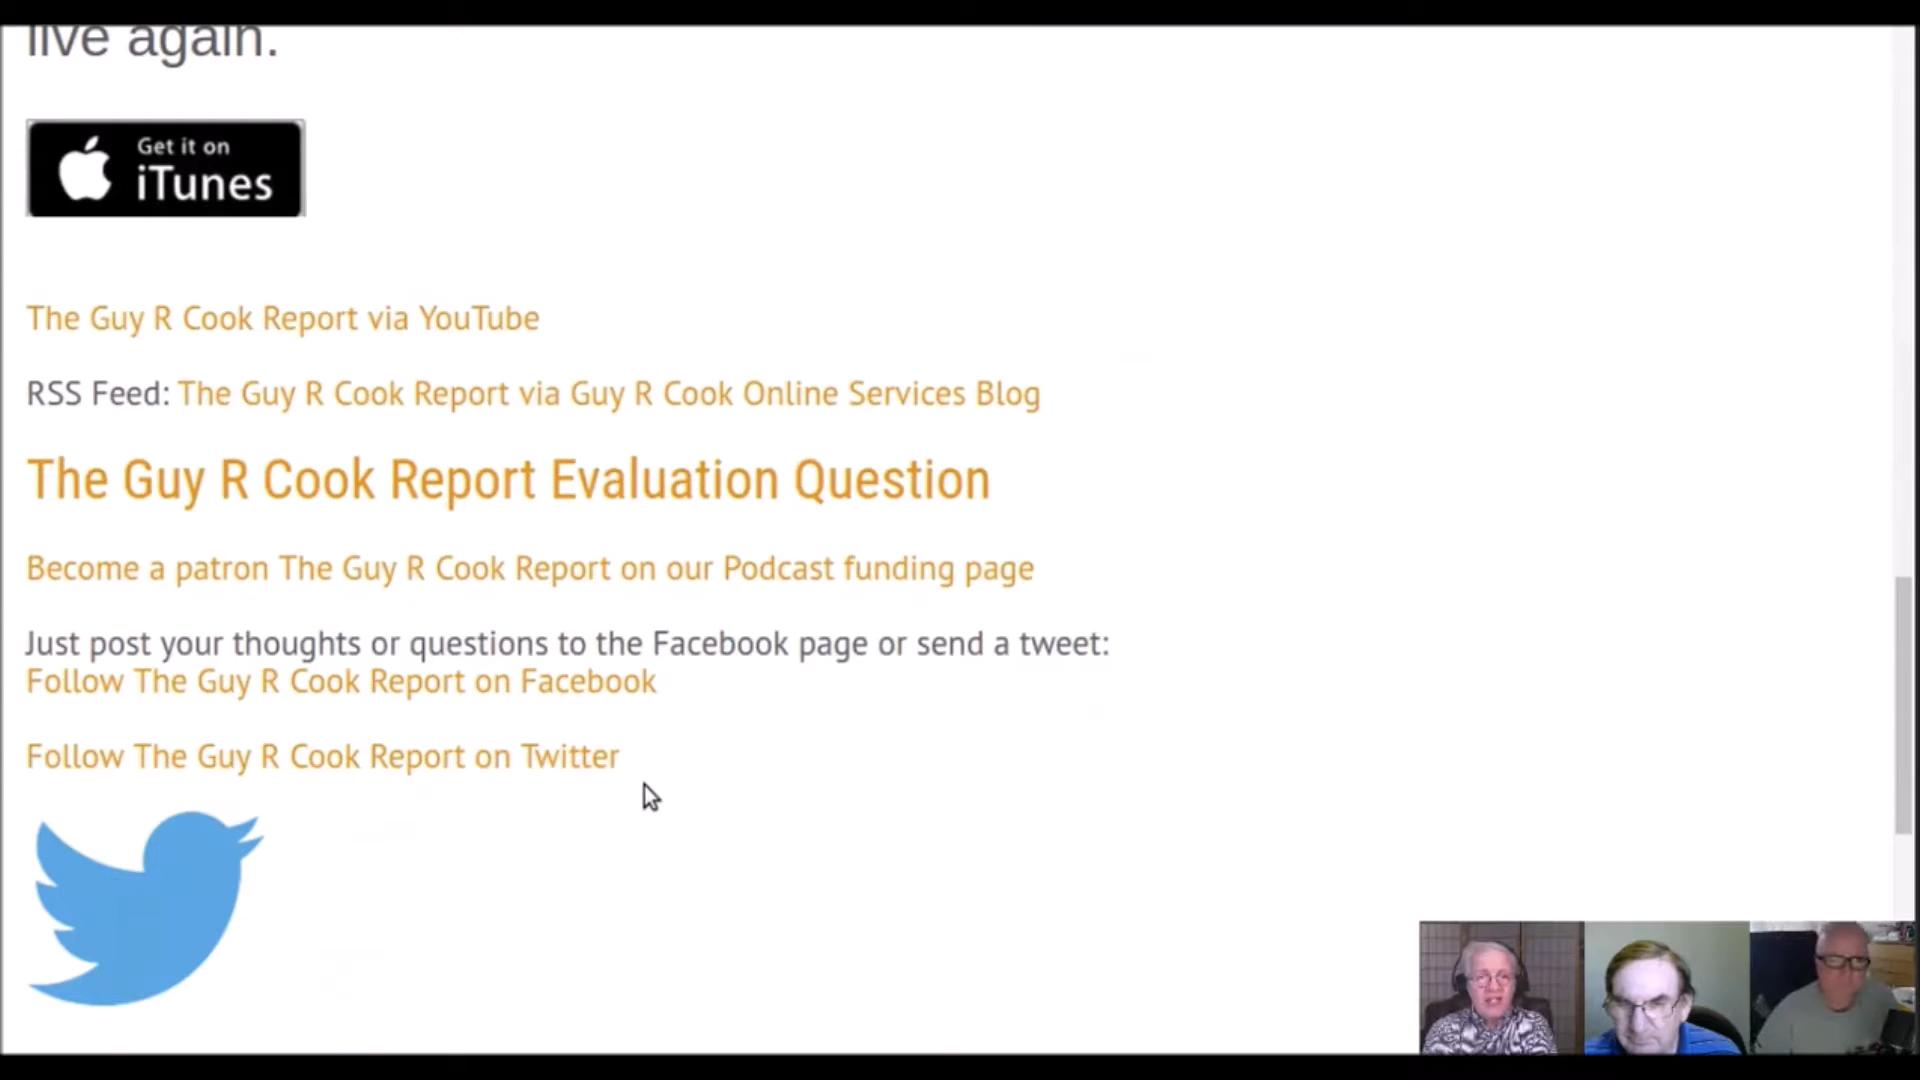 live again.
Get it on
iTunes
The Guy R Cook Report via YouTube
RSS Feed: The Guy R Cook Report via Guy R Cook Online Services Blog
The Guy R Cook Report Evaluation Question
Become a patron The Guy R Cook Report on our Podcast funding page
Just post your thoughts or questions to the Facebook page or send a tweet:
Follow The Guy R Cook Report on Facebook
Follow The Guy R Cook Report on Twitter